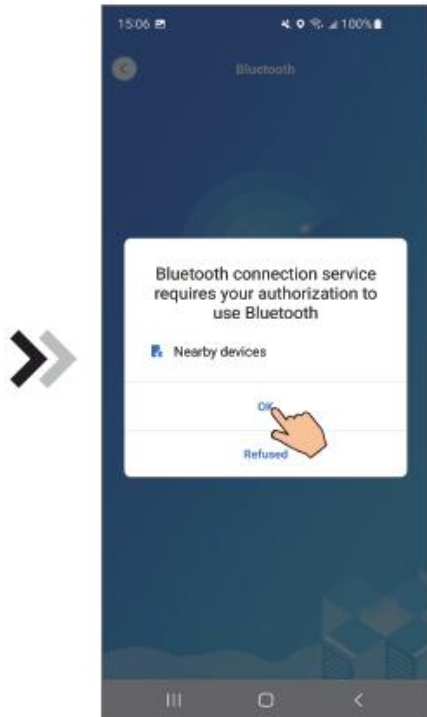 15:06 100%
Bluetooth
Bluetooth connection service
requires your authorization to
use Bluetooth
Nearby devices
OK
Refused